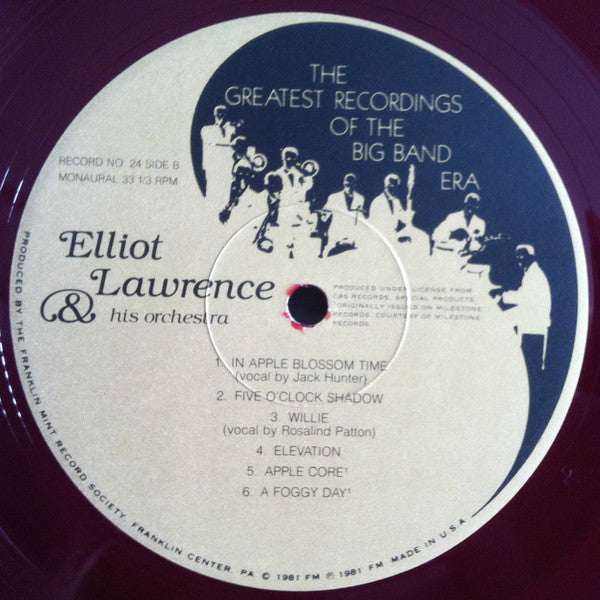 THE
GREATEST RECORDINGS
OF THE
BIG BAND
ERA
RECORD NO. 24 SIDE B
MONAURAL 33 1/3 RPM
Elliot
Lawrence
& his orchestra
PRODUCED UNDER LICENSE FROM
CBS RECORDS, SPECIAL PRODUCTS.
¹ORIGINALLY ISSUED ON MILESTONE
RECORDS, COURTESY OF MILESTONE
RECORDS.
1. IN APPLE BLOSSOM TIME
(vocal by Jack Hunter)
2. FIVE O'CLOCK SHADOW
3. WILLIE
(vocal by Rosalind Patton)
4. ELEVATION
5. APPLE CORE¹
6. A FOGGY DAY¹
PRODUCED BY THE FRANKLIN MINT RECORD SOCIETY, FRANKLIN CENTER, PA © 1981 FM ℗ 1981 FM MADE IN U.S.A.